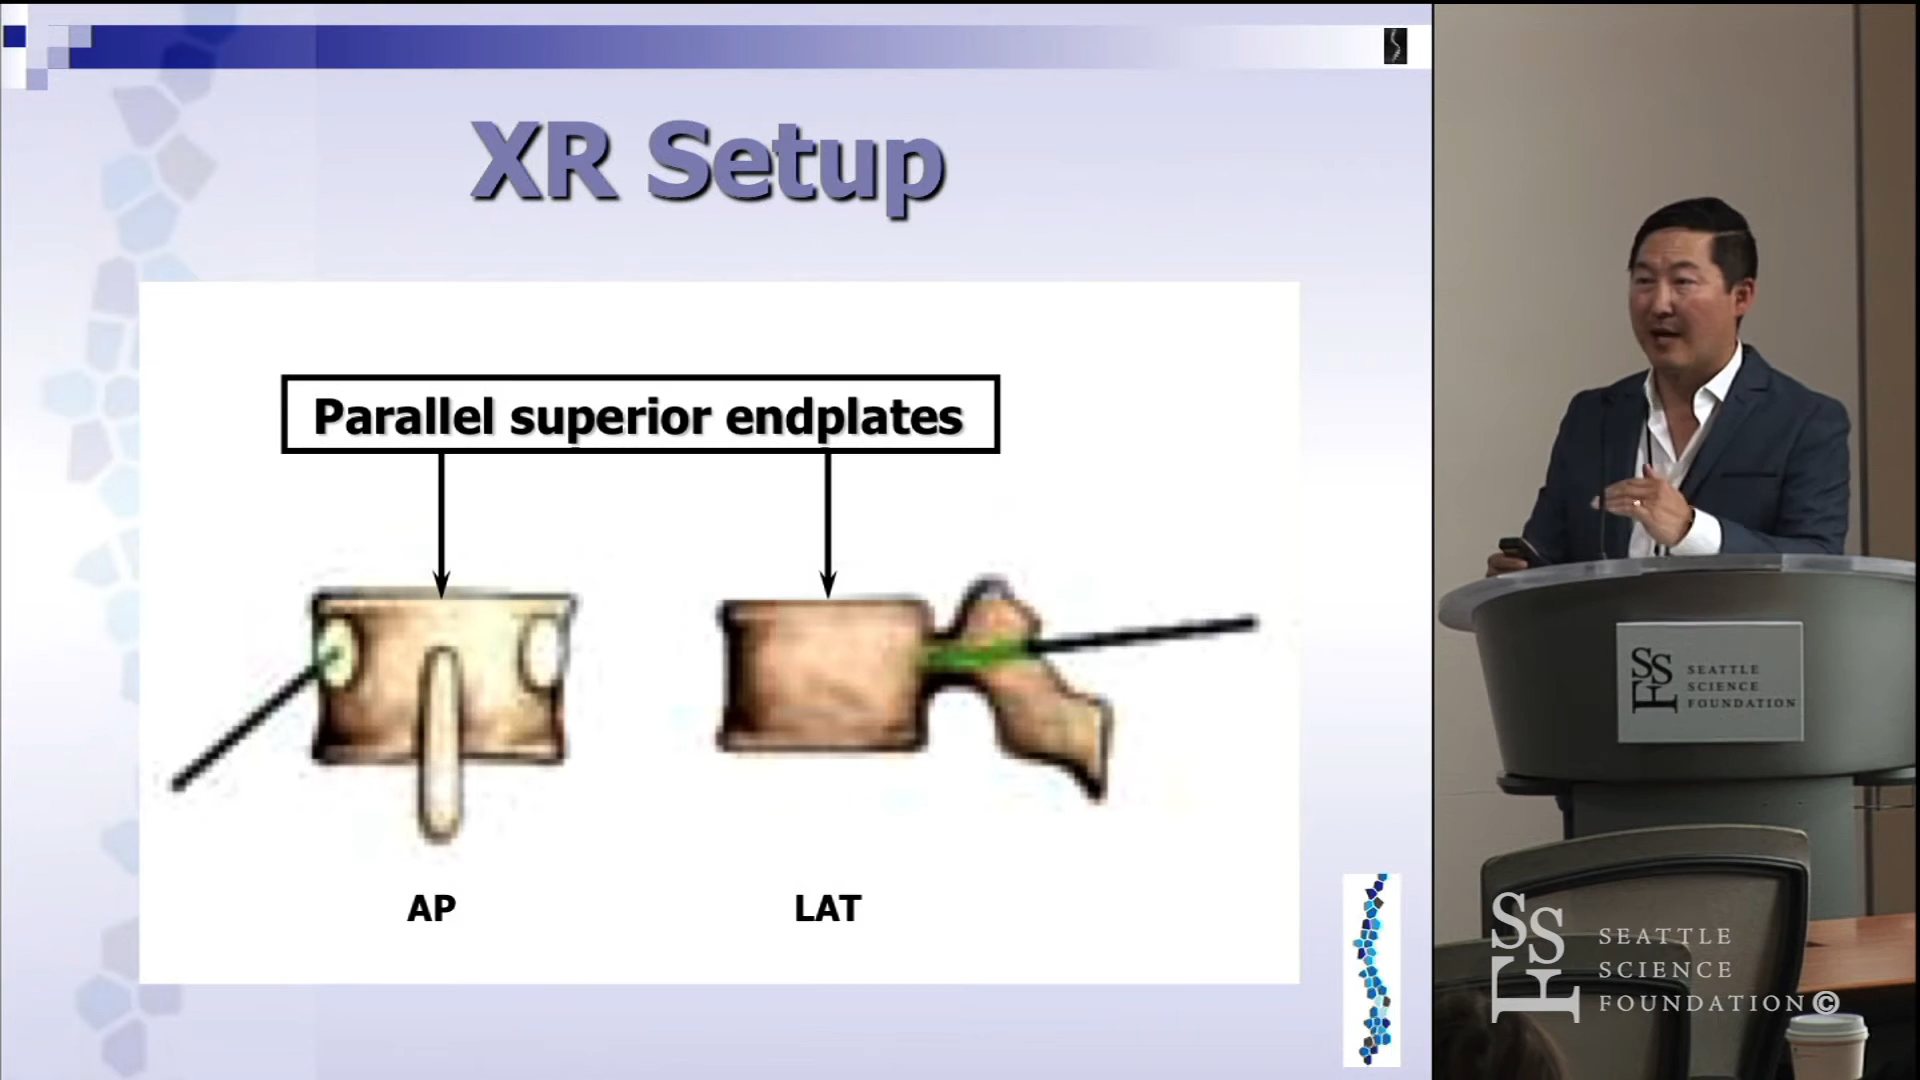 XR Setup
Parallel superior endplates
AP
LAT
SSF
SEATTLE
SCIENCE
FOUNDATION
SSF
SEATTLE
SCIENCE
FOUNDATION©